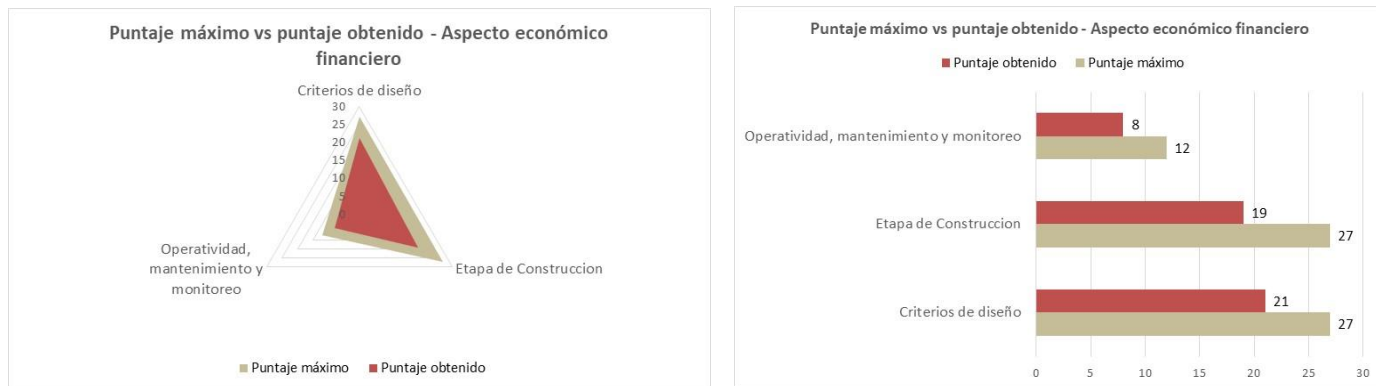 Puntaje máximo vs puntaje obtenido - Aspecto económico
financiero
Criterios de diseño
30
25
20
15
10
5
0
Operatividad,
mantenimiento y
monitoreo
Etapa de Construccion
Puntaje máximo Puntaje obtenido
Puntaje máximo vs puntaje obtenido - Aspecto económico financiero
Puntaje obtenido Puntaje máximo
Operatividad, mantenimiento y monitoreo
8
12
Etapa de Construccion
19
27
Criterios de diseño
21
27
0 5 10 15 20 25 30